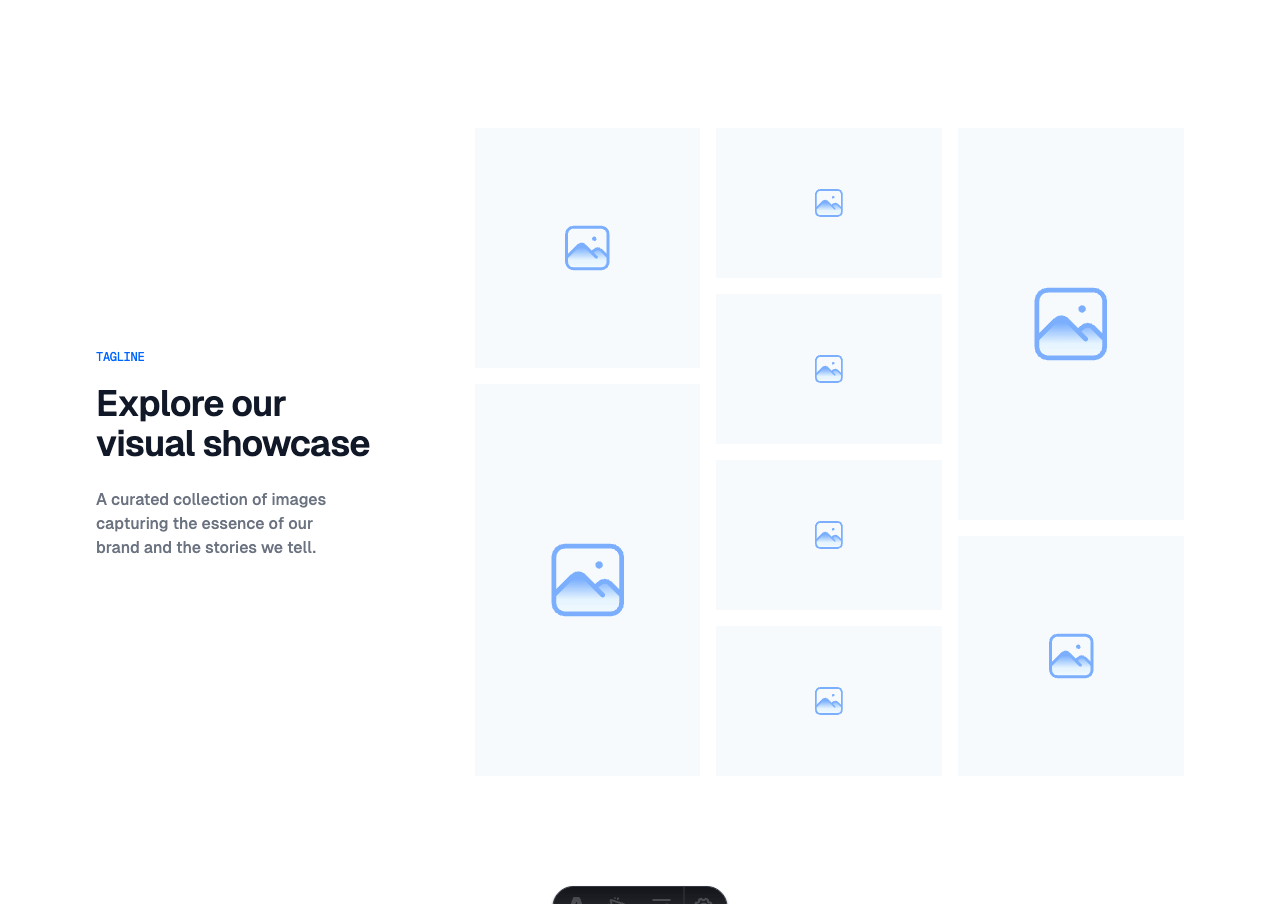 TAGLINE
Explore our
visual showcase
A curated collection of images
capturing the essence of our
brand and the stories we tell.